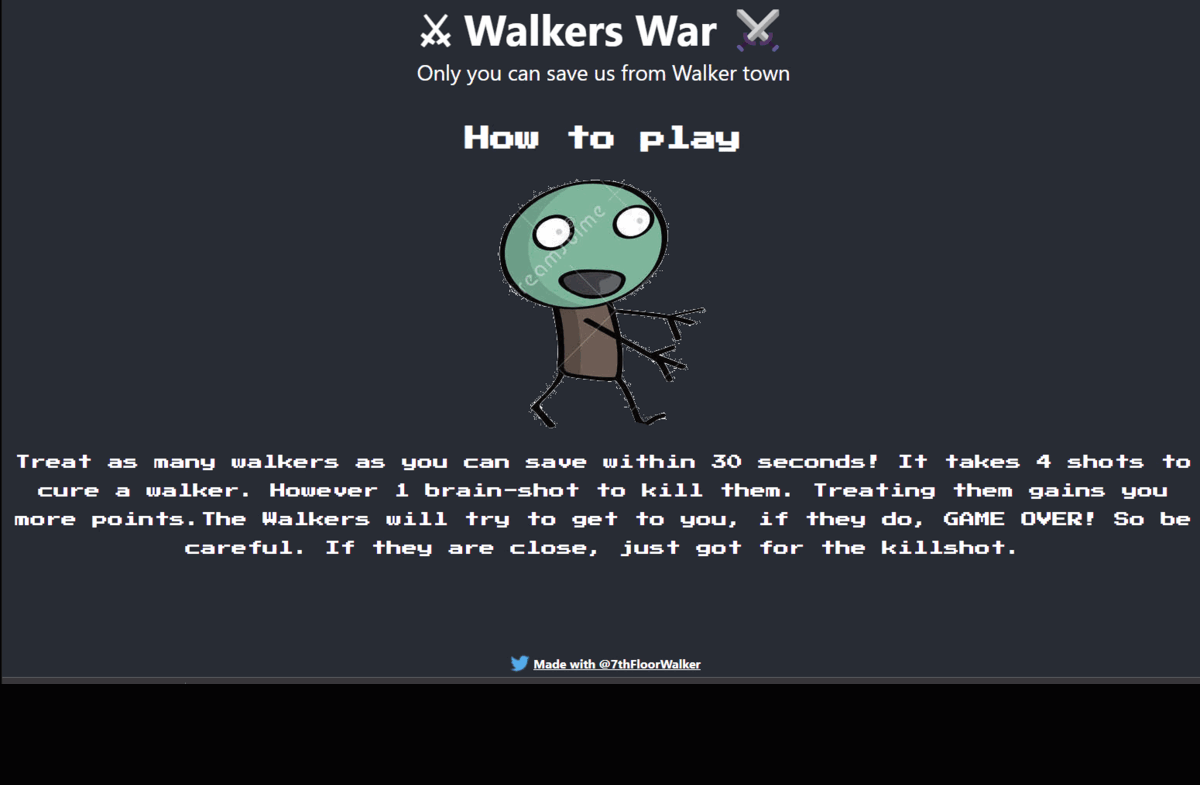 ⚔ Walkers War ⚔
Only you can save us from Walker town
How to play
reamstime
Treat as many walkers as you can save within 30 seconds! It takes 4 shots to
cure a walker. However 1 brain-shot to kill them. Treating them gains you
more points.The Walkers will try to get to you, if they do, GAME OVER! So be
careful. If they are close, just got for the killshot.
Made with @7thFloorWalker